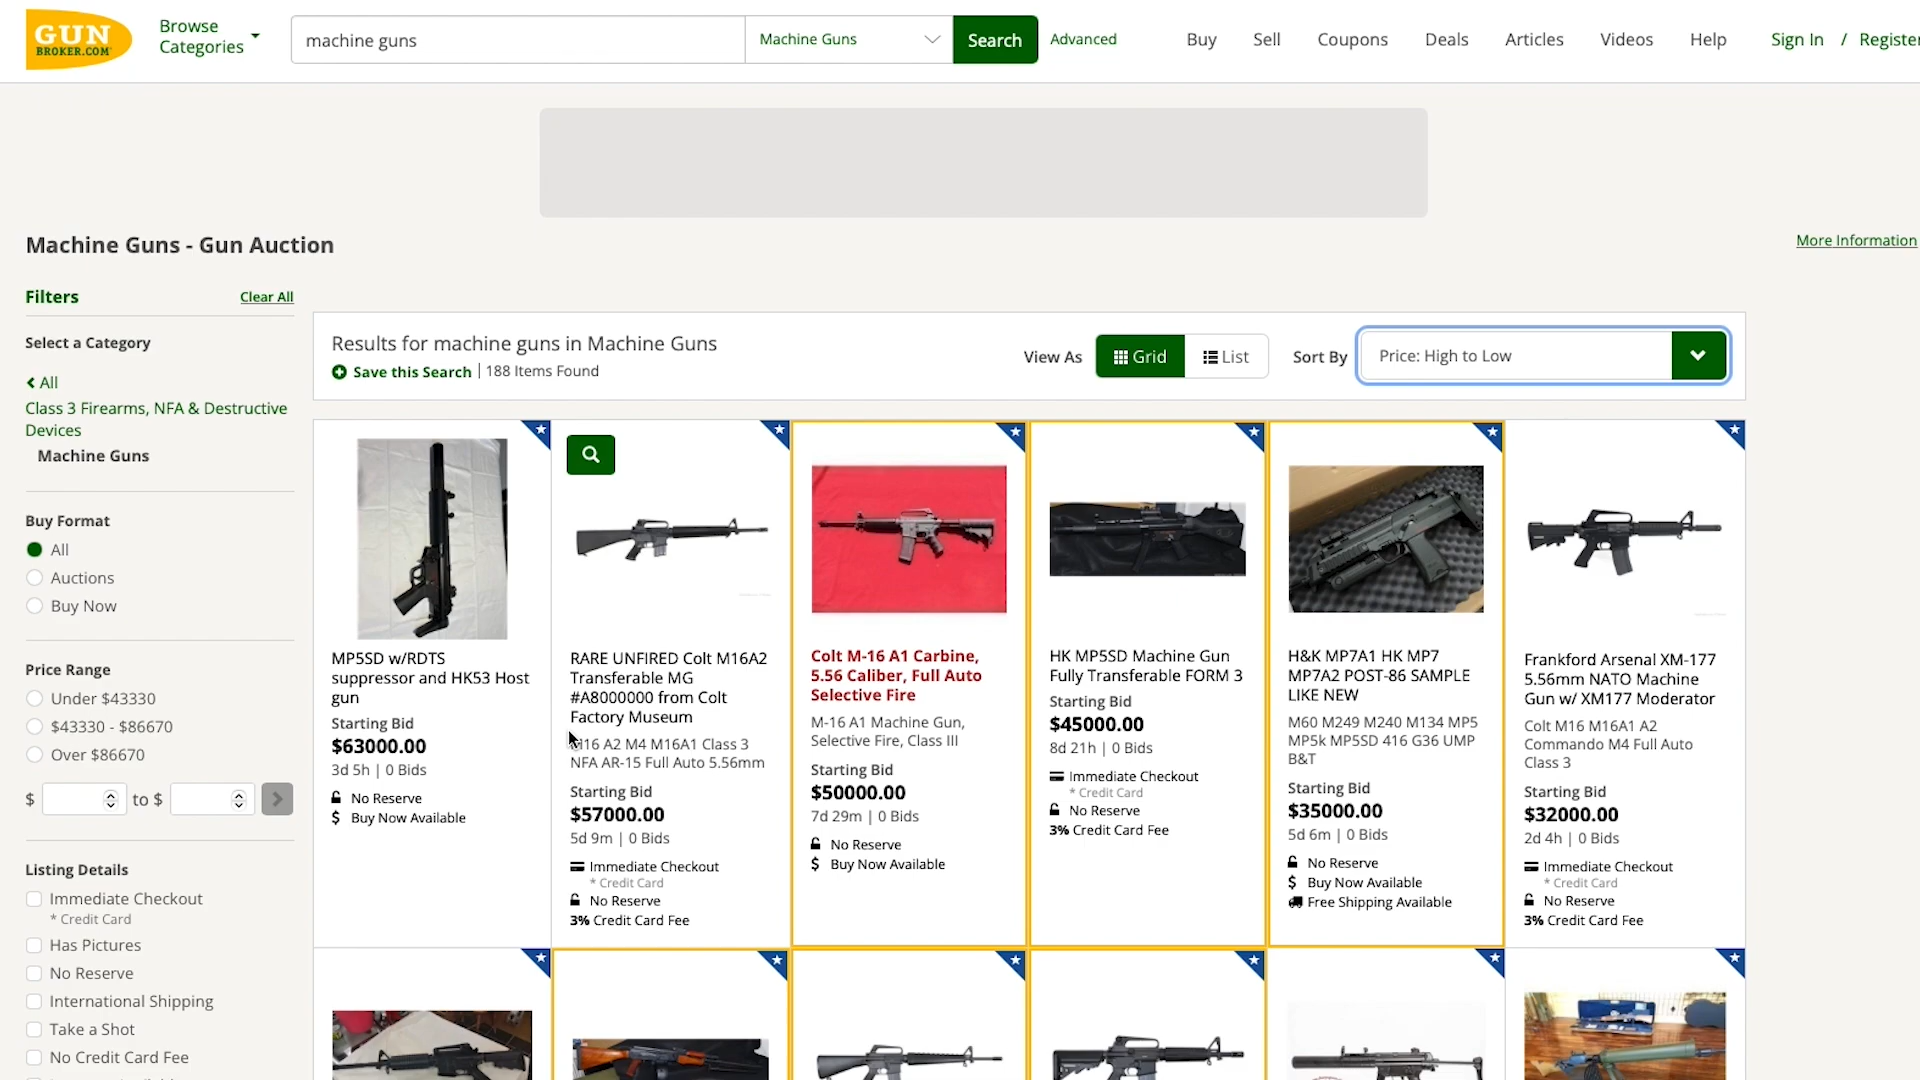 GUN
BROKER.COM
Browse
Categories
machine guns
Machine Guns
Search
Advanced
Buy
Sell
Coupons
Deals
Articles
Videos
Help
Sign In / Register
Machine Guns - Gun Auction
More Information
Filters
Clear All
Select a Category
All
Class 3 Firearms, NFA & Destructive
Devices
Machine Guns
Buy Format
All
Auctions
Buy Now
Price Range
Under $43330
$43330 - $86670
Over $86670
$ to $
Listing Details
Immediate Checkout
* Credit Card
Has Pictures
No Reserve
International Shipping
Take a Shot
No Credit Card Fee
Results for machine guns in Machine Guns
Save this Search | 188 Items Found
View As
Grid
List
Sort By
Price: High to Low
MP5SD w/RDTS
suppressor and HK53 Host
gun
Starting Bid
$63000.00
3d 5h | 0 Bids
No Reserve
$ Buy Now Available
RARE UNFIRED Colt M16A2
Transferable MG
#A8000000 from Colt
Factory Museum
M16 A2 M4 M16A1 Class 3
NFA AR-15 Full Auto 5.56mm
Starting Bid
$57000.00
5d 9m | 0 Bids
Immediate Checkout
* Credit Card
No Reserve
3% Credit Card Fee
Colt M-16 A1 Carbine,
5.56 Caliber, Full Auto
Selective Fire
M-16 A1 Machine Gun,
Selective Fire, Class III
Starting Bid
$50000.00
7d 29m | 0 Bids
No Reserve
$ Buy Now Available
HK MP5SD Machine Gun
Fully Transferable FORM 3
Starting Bid
$45000.00
8d 21h | 0 Bids
Immediate Checkout
* Credit Card
No Reserve
3% Credit Card Fee
H&K MP7A1 HK MP7
MP7A2 POST-86 SAMPLE
LIKE NEW
M60 M249 M240 M134 MP5
MP5k MP5SD 416 G36 UMP
B&T
Starting Bid
$35000.00
5d 6m | 0 Bids
No Reserve
$ Buy Now Available
Free Shipping Available
Frankford Arsenal XM-177
5.56mm NATO Machine
Gun w/ XM177 Moderator
Colt M16 M16A1 A2
Commando M4 Full Auto
Class 3
Starting Bid
$32000.00
2d 4h | 0 Bids
Immediate Checkout
* Credit Card
No Reserve
3% Credit Card Fee